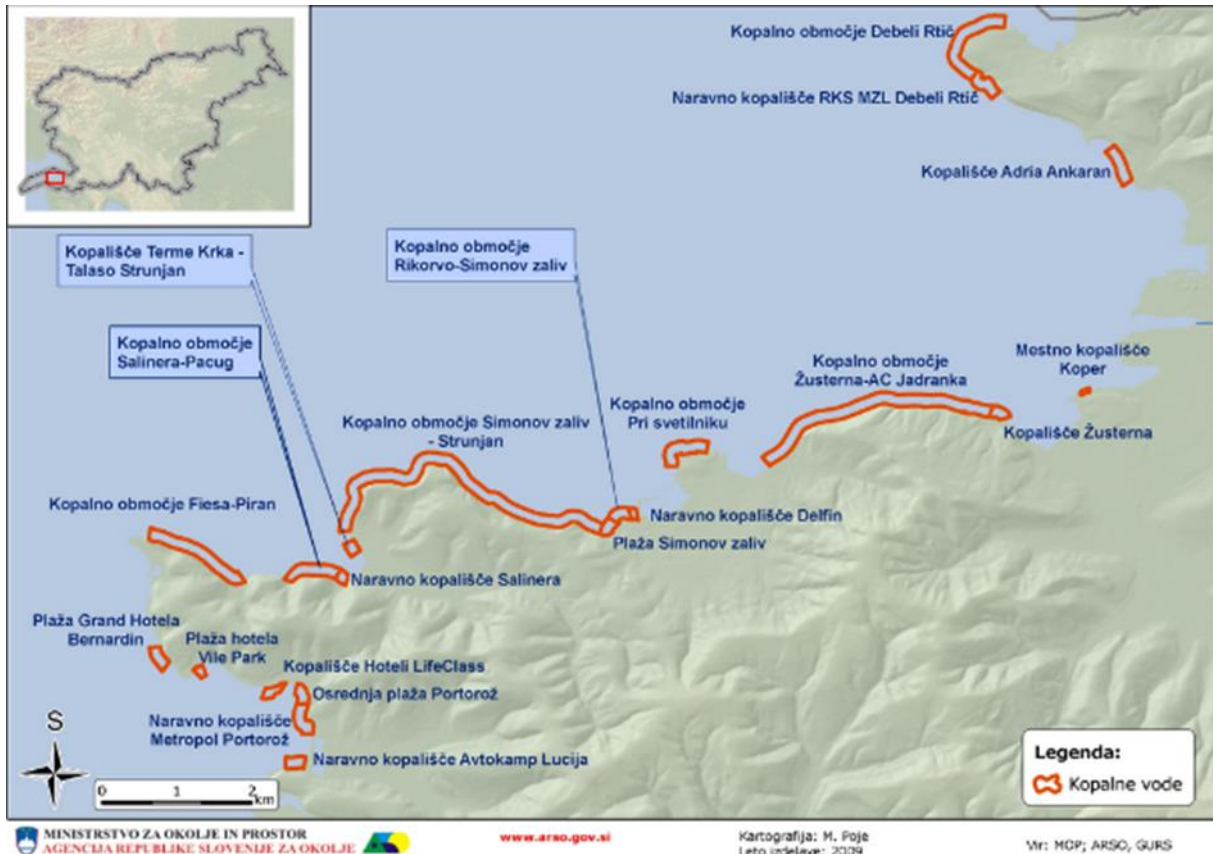 Kopalno območje Debeli Rtič
Naravno kopališče RKS MZL Debeli Rtič
Kopališče Adria Ankaran
Kopališče Terme Krka -
Talaso Strunjan
Kopalno območje
Rikorvo-Simonov zaliv
Kopalno območje
Salinera-Pacug
Mestno kopališče
Koper
Kopalno območje
Žusterna-AC Jadranka
Kopalno območje
Pri svetilniku
Kopalno območje Simonov zaliv
- Strunjan
Kopališče Žusterna
Kopalno območje Fiesa-Piran
Naravno kopališče Delfin
Plaža Simonov zaliv
Naravno kopališče Salinera
Plaža Grand Hotela
Bernardin
Plaža hotela
Vile Park
Kopališče Hoteli LifeClass
Osrednja plaža Portorož
Naravno kopališče
Metropol Portorož
Naravno kopališče Avtokamp Lucija
S
0 1 2
km
Legenda:
Kopalne vode
MINISTRSTVO ZA OKOLJE IN PROSTOR
AGENCIJA REPUBLIKE SLOVENIJE ZA OKOLJE
www.arso.gov.si
Kartografija: M. Poje
Leto izdelave: 2009
Vir: MOP; ARSO, GURS